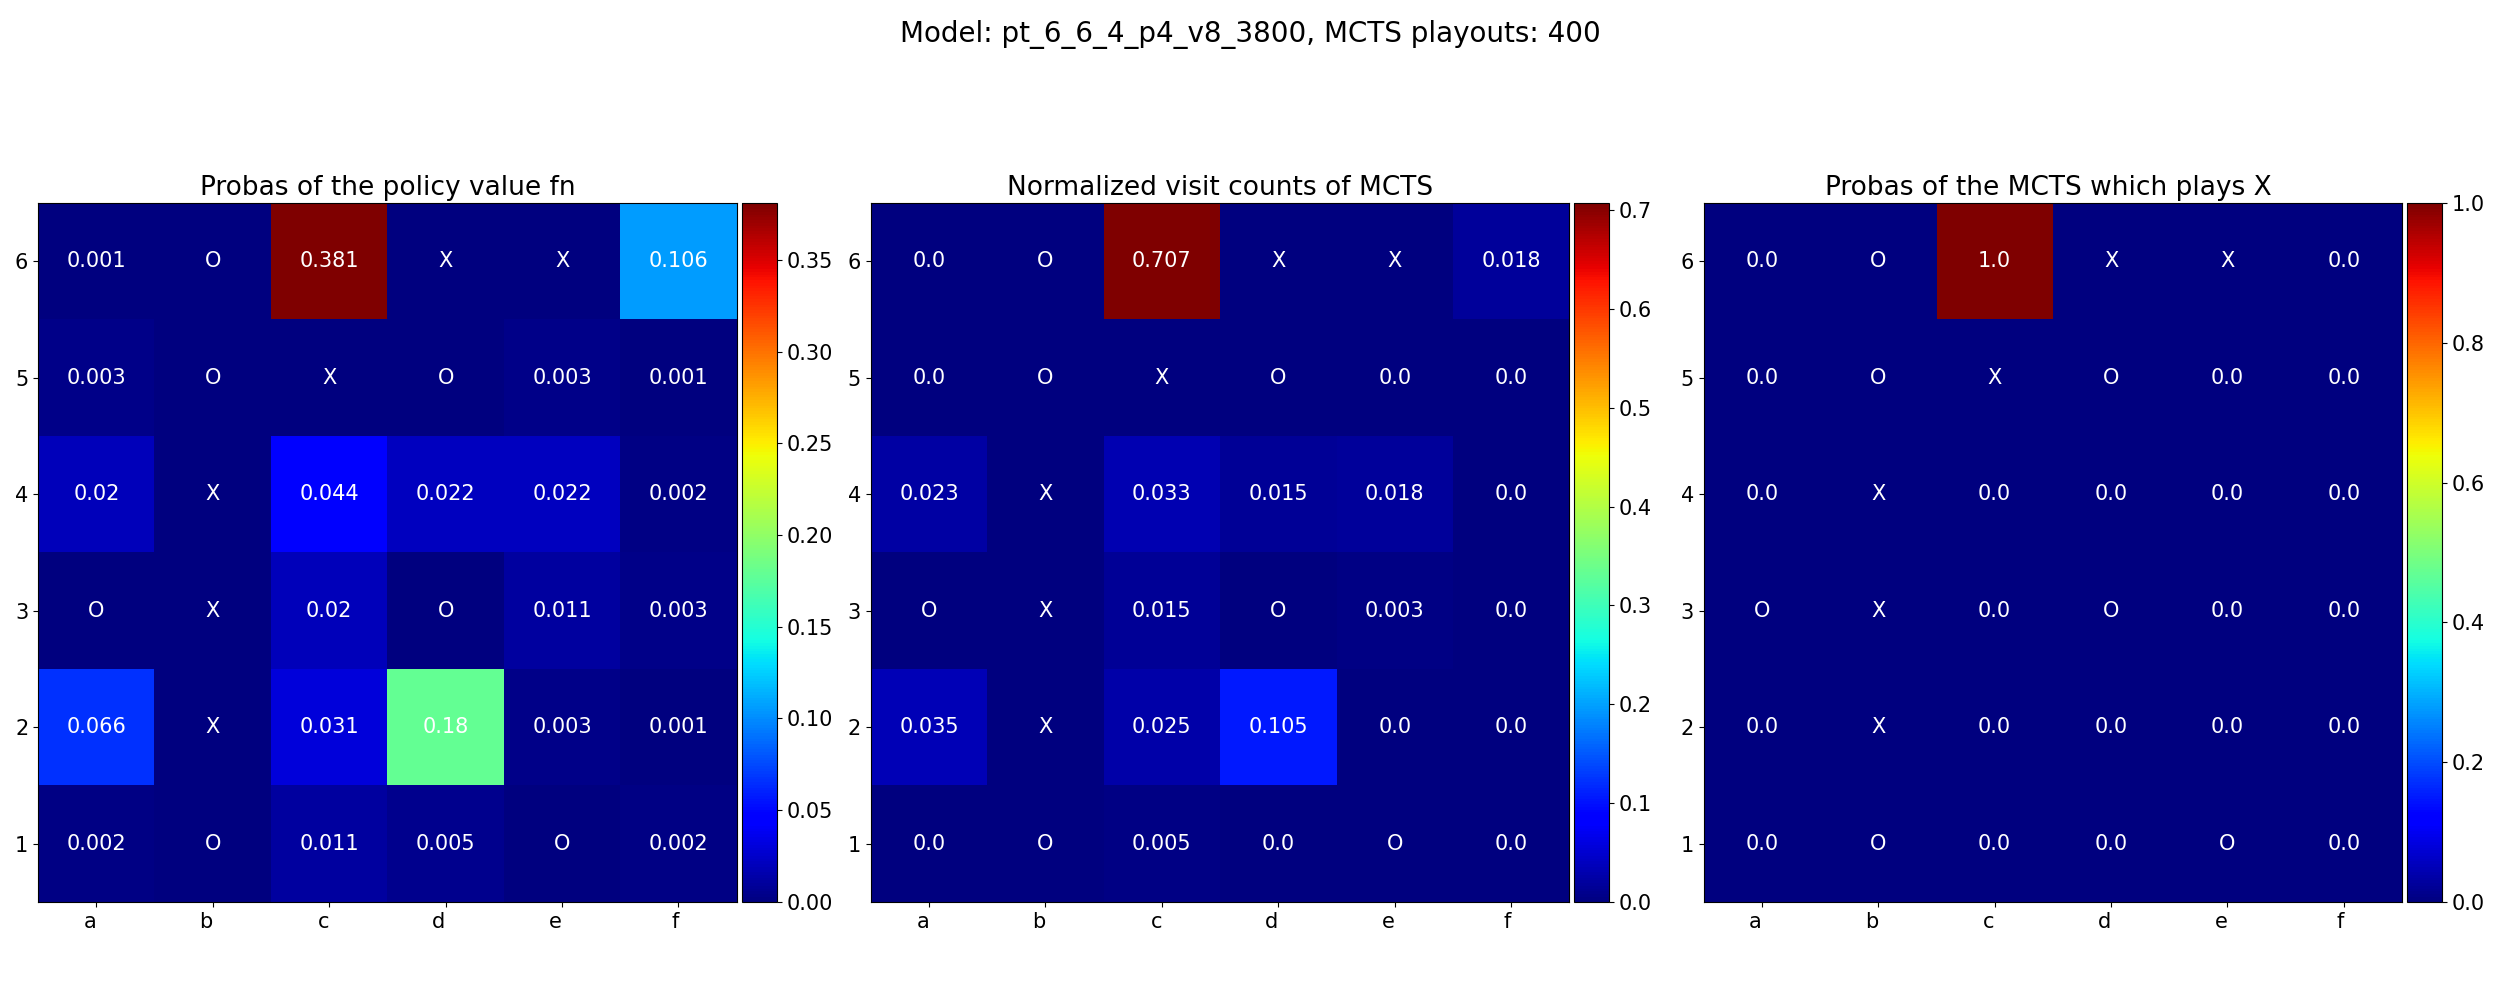 Model: pt_6_6_4_p4_v8_3800, MCTS playouts: 400
Probas of the policy value fn
6 0.001 O 0.381 X X 0.106
5 0.003 O X O 0.003 0.001
4 0.02 X 0.044 0.022 0.022 0.002
3 O X 0.02 O 0.011 0.003
2 0.066 X 0.031 0.18 0.003 0.001
1 0.002 O 0.011 0.005 O 0.002
a b c d e f
0.35
0.30
0.25
0.20
0.15
0.10
0.05
0.00
Normalized visit counts of MCTS
6 0.0 O 0.707 X X 0.018
5 0.0 O X O 0.0 0.0
4 0.023 X 0.033 0.015 0.018 0.0
3 O X 0.015 O 0.003 0.0
2 0.035 X 0.025 0.105 0.0 0.0
1 0.0 O 0.005 0.0 O 0.0
a b c d e f
0.7
0.6
0.5
0.4
0.3
0.2
0.1
0.0
Probas of the MCTS which plays X
6 0.0 O 1.0 X X 0.0
5 0.0 O X O 0.0 0.0
4 0.0 X 0.0 0.0 0.0 0.0
3 O X 0.0 O 0.0 0.0
2 0.0 X 0.0 0.0 0.0 0.0
1 0.0 O 0.0 0.0 O 0.0
a b c d e f
1.0
0.8
0.6
0.4
0.2
0.0